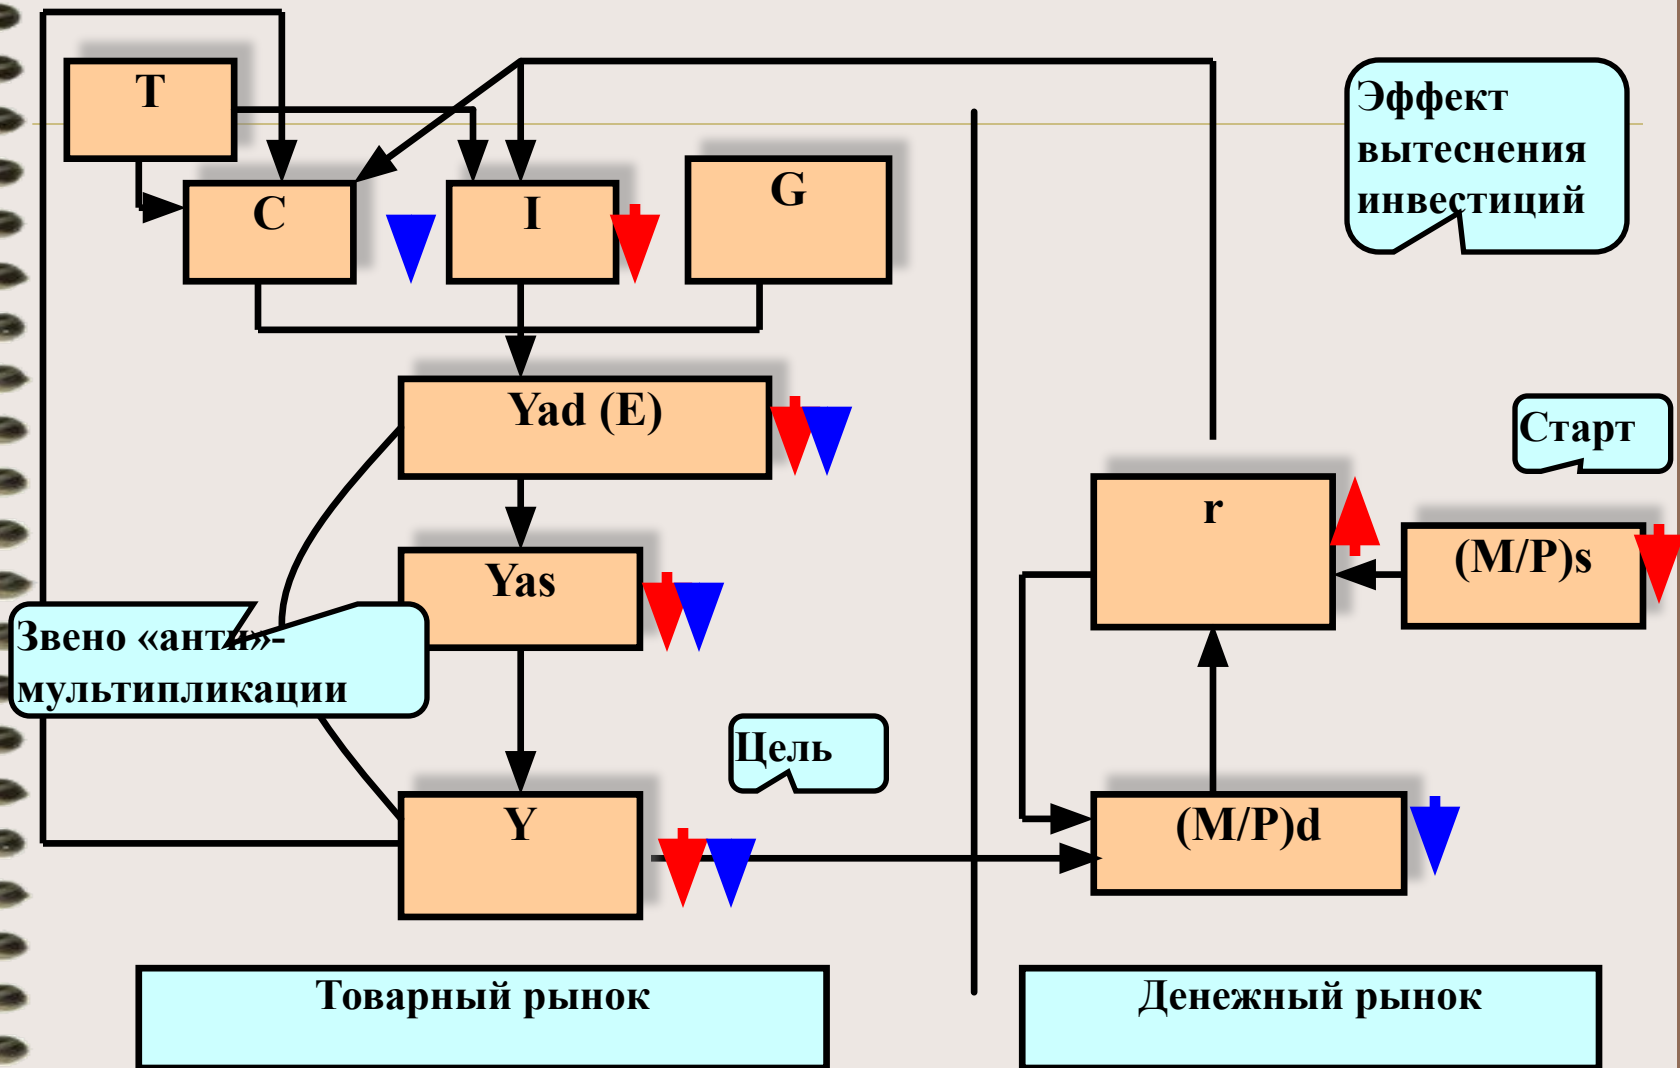 T
C
I
G
Эффект
вытеснения
инвестиций
Yad (E)
Старт
r
(M/P)s
Yas
Звено «анти»-
мультипликации
Цель
Y
(M/P)d
Товарный рынок
Денежный рынок